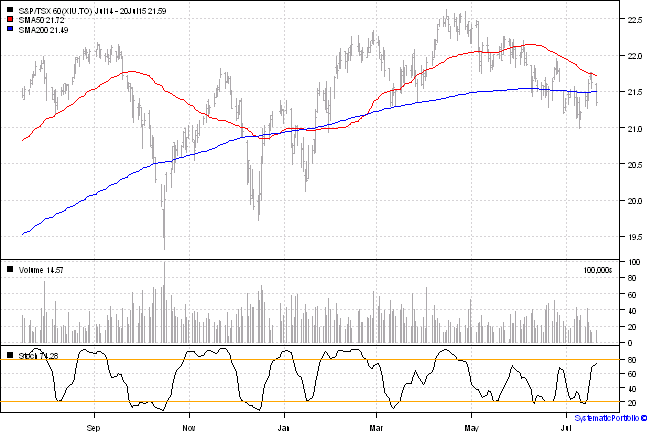 S&P/TSX 60(XIU.TO) Jul14 - 20Jul15 21.59
SMA50 21.72
SMA200 21.49
22.5
22.0
21.5
21.0
20.5
20.0
19.5
Volume 14.57
100,000s
100
80
60
40
20
0
Stoch 74.28
80
60
40
20
Sep
Nov
Jan
Mar
May
Jul
SystematicPortfolio ©